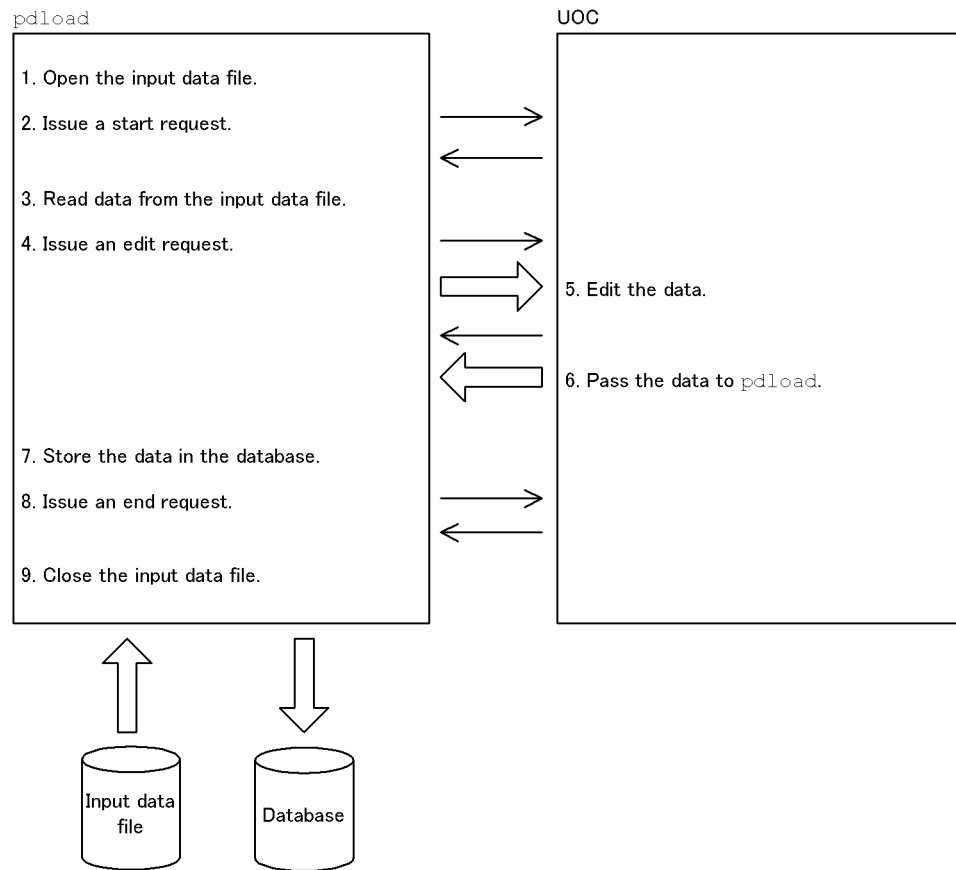 pdload
UOC
1. Open the input data file.
2. Issue a start request.
3. Read data from the input data file.
4. Issue an edit request.
5. Edit the data.
6. Pass the data to pdload.
7. Store the data in the database.
8. Issue an end request.
9. Close the input data file.
Input data
file
Database